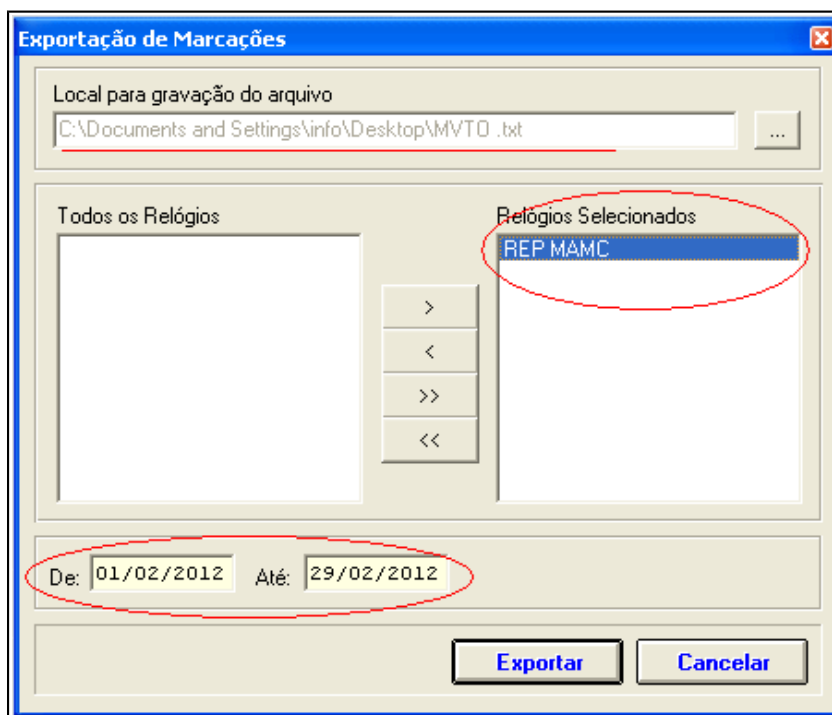 Exportação de Marcações
Local para gravação do arquivo
C:\Documents and Settings\info\Desktop\MVTO .txt
...
Todos os Relógios
Relógios Selecionados
REP MAMC
>
<
>>
<<
De: 01/02/2012 Até: 29/02/2012
Exportar Cancelar